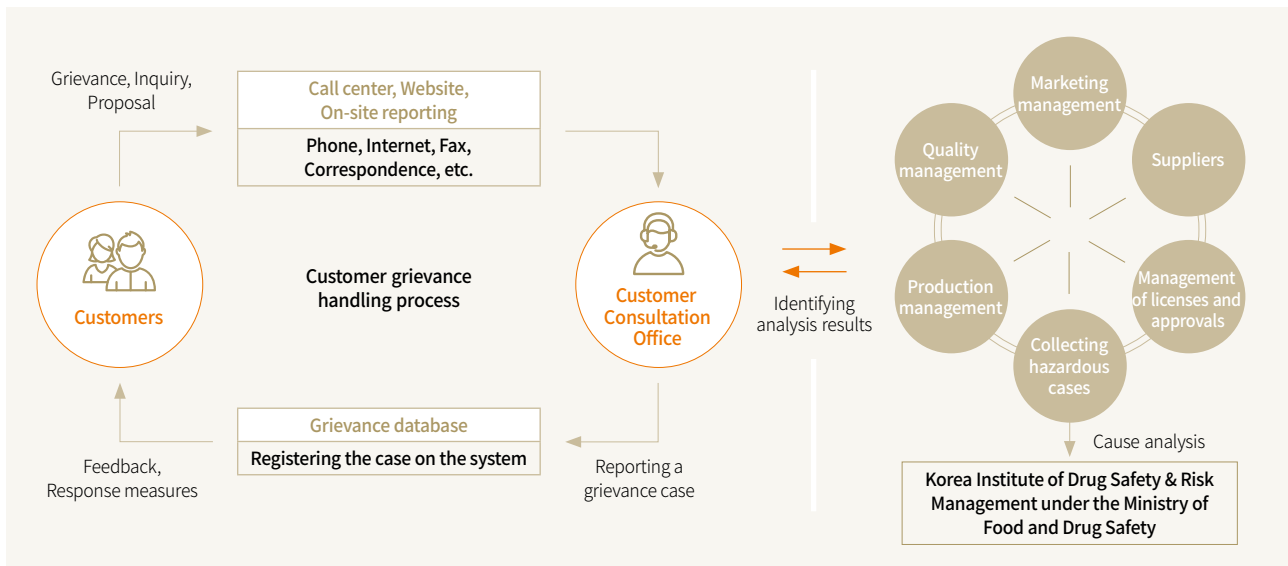 Grievance, Inquiry,
Proposal
Call center, Website,
On-site reporting
Phone, Internet, Fax,
Correspondence, etc.
Customers
Customer grievance
handling process
Customer
Consultation
Office
Grievance database
Registering the case on the system
Feedback,
Response measures
Reporting a
grievance case
Identifying
analysis results
Marketing
management
Quality
management
Suppliers
Production
management
Management
of licenses and
approvals
Collecting
hazardous
cases
Cause analysis
Korea Institute of Drug Safety & Risk
Management under the Ministry of
Food and Drug Safety